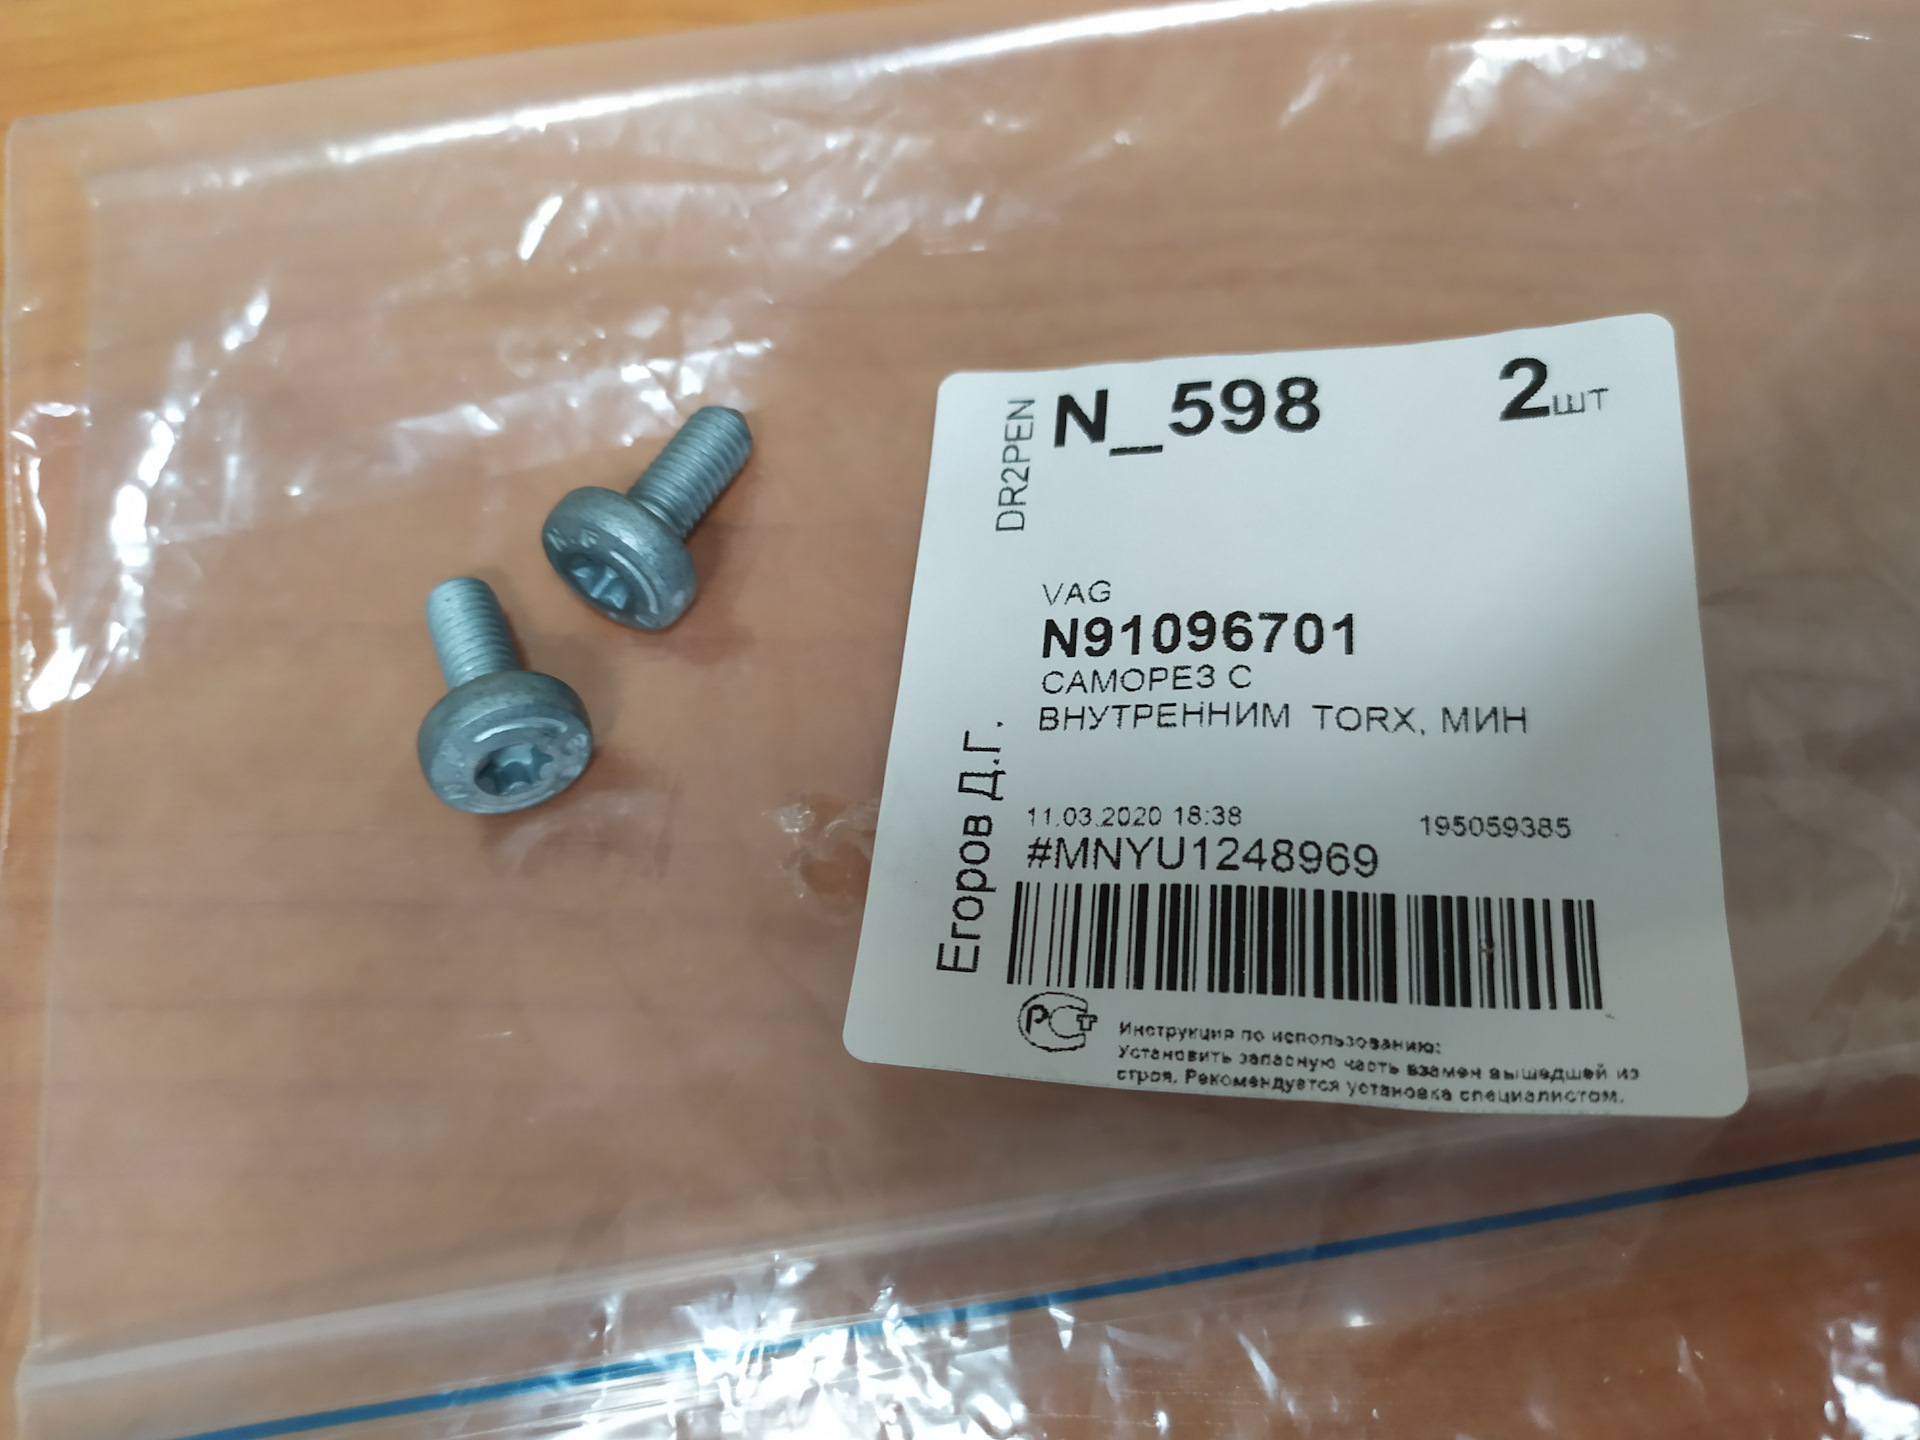 N_598
2шт
DR2PEN
VAG
N91096701
САМОРЕЗ С
ВНУТРЕННИМ TORX, МИН
Егоров Д.Г.
11.03.2020 18:38
195059385
#MNYU1248969
РСт
Инструкция по использованию:
Установить запасную часть взамен вышедшей из
строя. Рекомендуется установка специалистом.